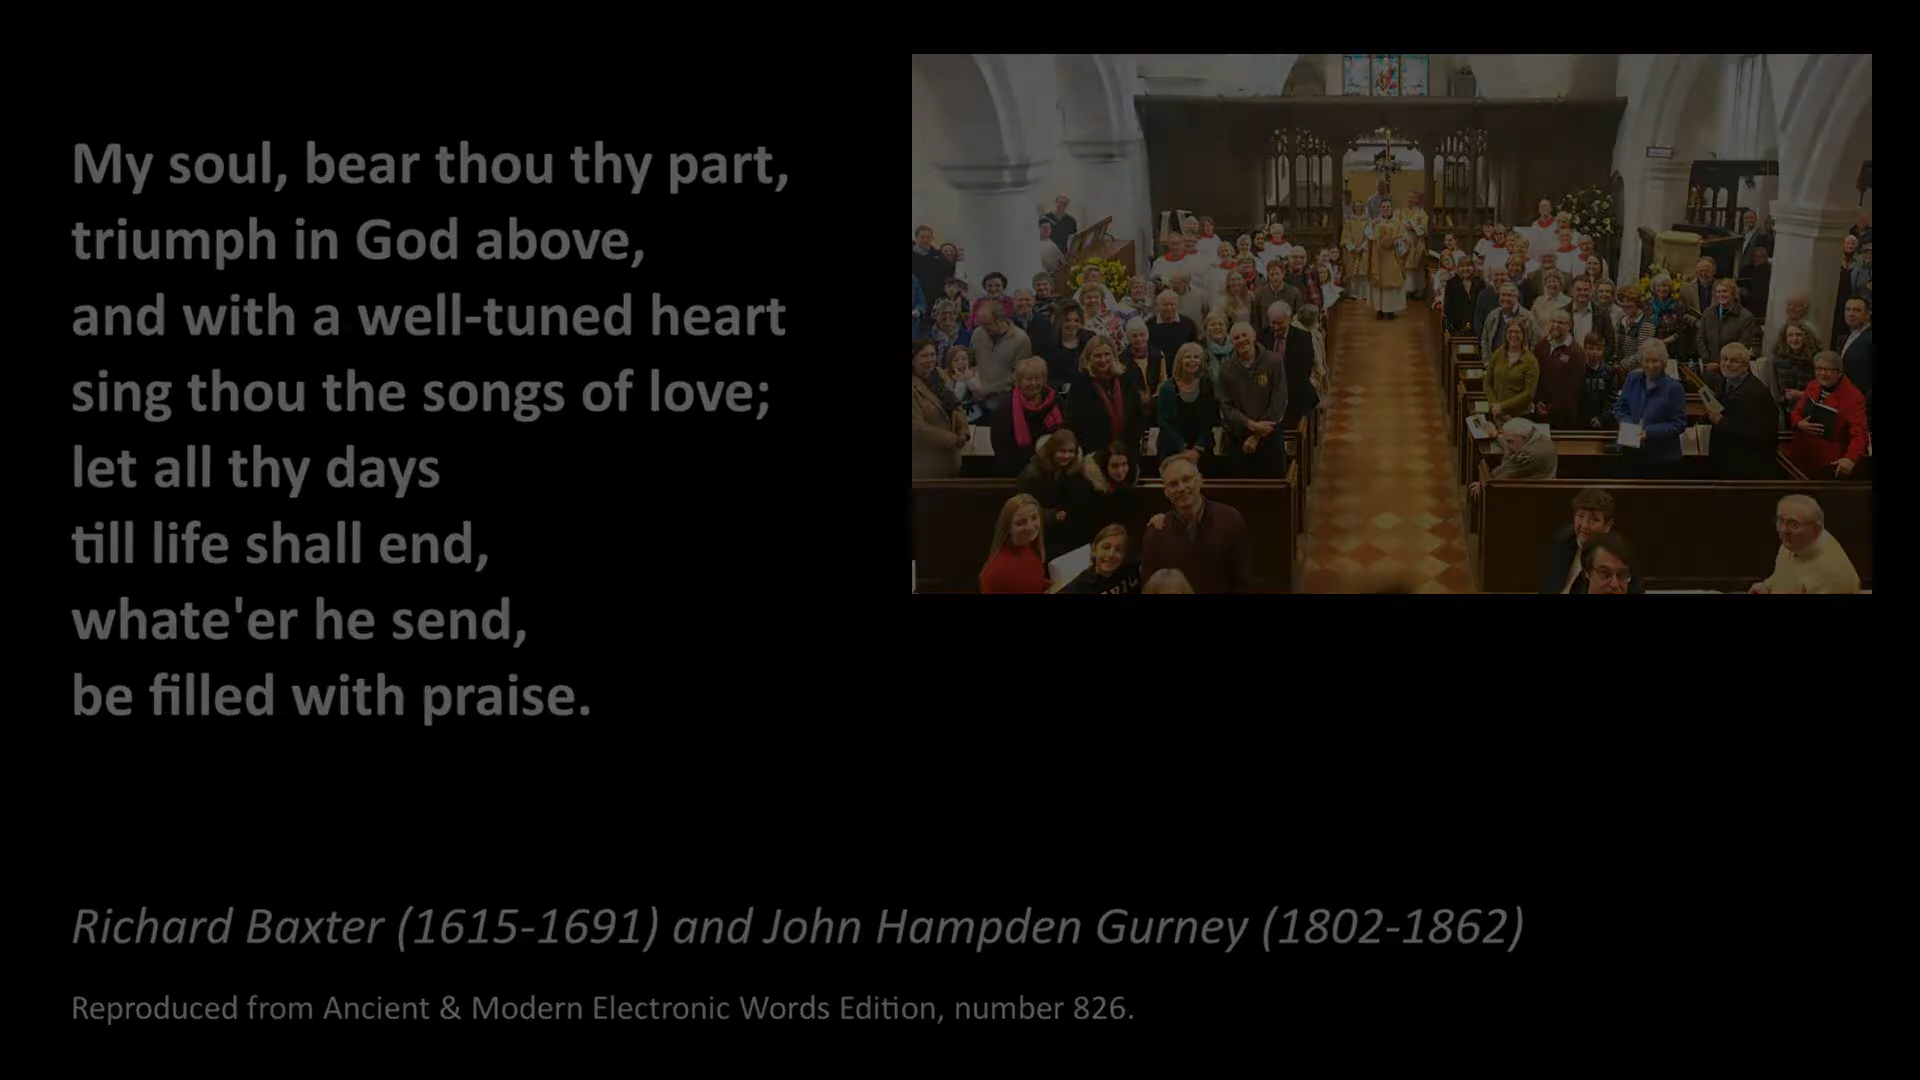 My soul, bear thou thy part,
triumph in God above,
and with a well-tuned heart
sing thou the songs of love;
let all thy days
till life shall end,
whate'er he send,
be filled with praise.
Richard Baxter (1615-1691) and John Hampden Gurney (1802-1862)
Reproduced from Ancient & Modern Electronic Words Edition, number 826.